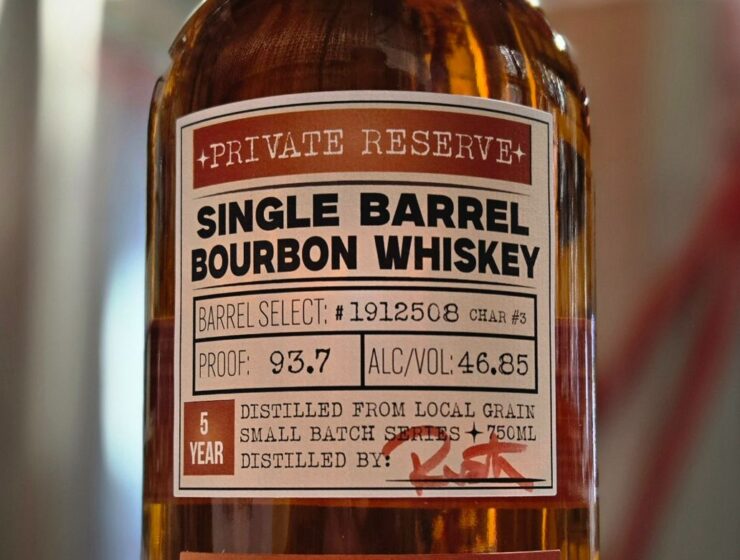 PRIVATE RESERVE
SINGLE BARREL
BOURBON WHISKEY
BARREL SELECT: #1912508 CHAR #3
PROOF: 93.7 ALC/VOL: 46.85
5 YEAR
DISTILLED FROM LOCAL GRAIN
SMALL BATCH SERIES 750ML
DISTILLED BY: